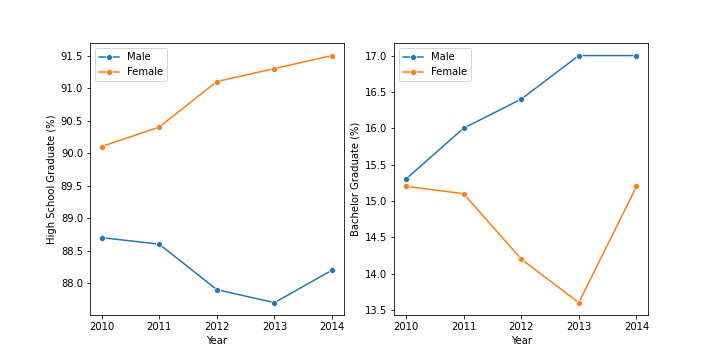 High School Graduate (%)
91.5
91.0
90.5
90.0
89.5
89.0
88.5
88.0
Male
Female
2010 2011 2012 2013 2014
Year
Bachelor Graduate (%)
17.0
16.5
16.0
15.5
15.0
14.5
14.0
13.5
Male
Female
2010 2011 2012 2013 2014
Year